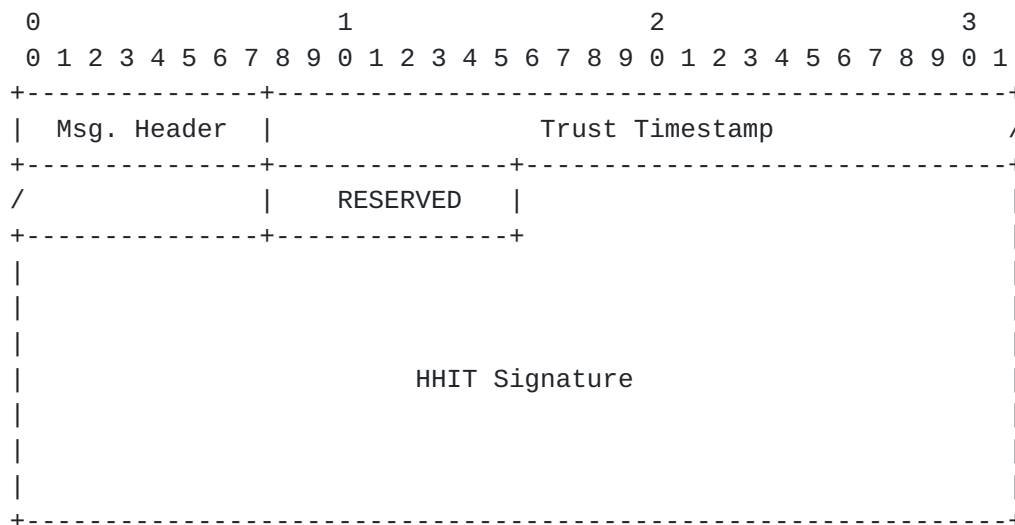 0                   1                   2                   3
 0 1 2 3 4 5 6 7 8 9 0 1 2 3 4 5 6 7 8 9 0 1 2 3 4 5 6 7 8 9 0 1
+---------------+-----------------------------------------------+
|  Msg. Header  |                 Trust Timestamp               /
+---------------+---------------+-------------------------------+
/               |    RESERVED   |                               |
+---------------+---------------+                               |
|                                                               |
|                                                               |
|                                                               |
|                         HHIT Signature                        |
|                                                               |
|                                                               |
|                                                               |
+---------------------------------------------------------------+